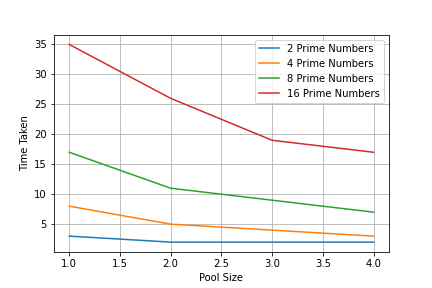 35
30
25
20
15
10
5
Time Taken
2 Prime Numbers
4 Prime Numbers
8 Prime Numbers
16 Prime Numbers
1.0 1.5 2.0 2.5 3.0 3.5 4.0
Pool Size